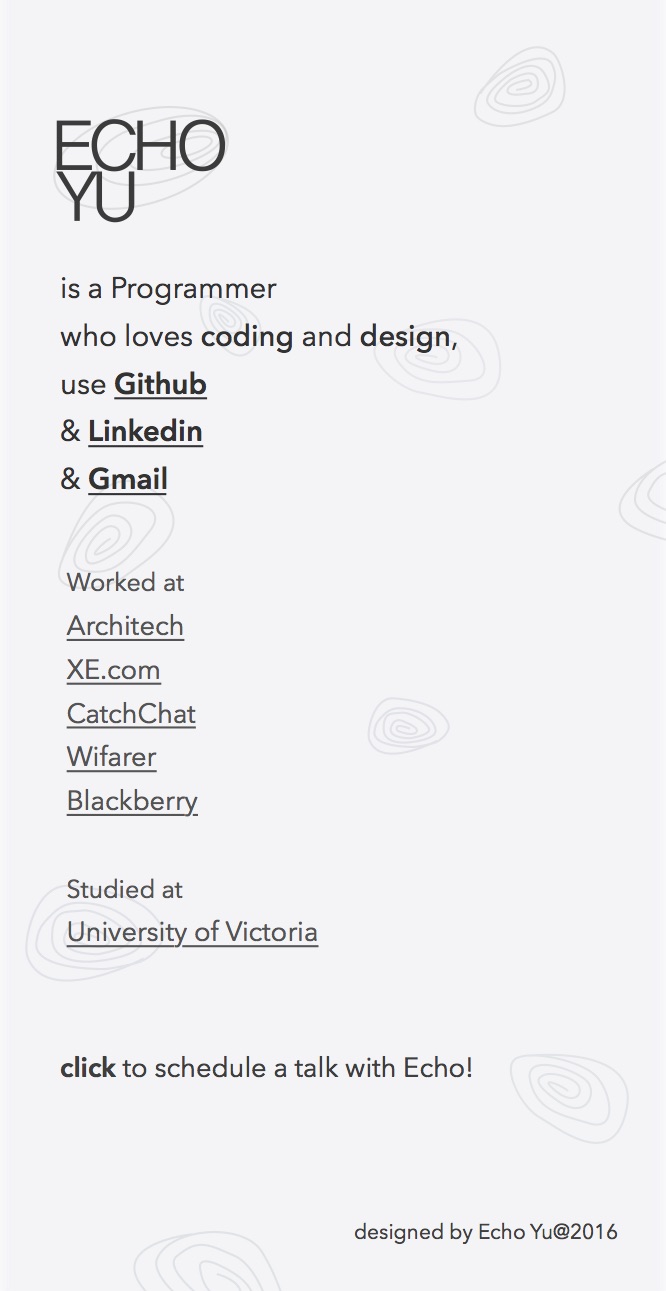 ECHO
YU
is a Programmer
who loves coding and design,
use Github
& Linkedin
& Gmail
Worked at
Architech
XE.com
CatchChat
Wifarer
Blackberry
Studied at
University of Victoria
click to schedule a talk with Echo!
designed by Echo Yu@2016